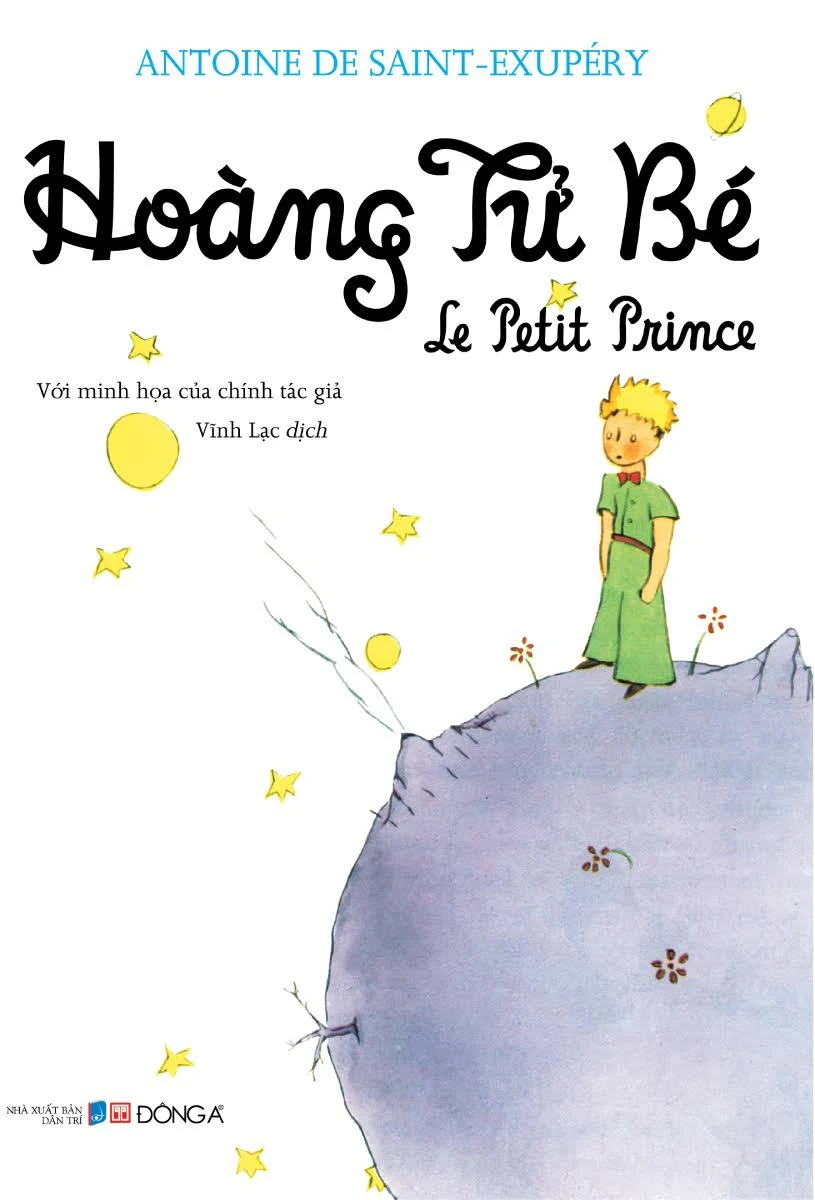 ANTOINE DE SAINT-EXUPÉRY
Hoàng Tử Bé
Le Petit Prince
Với minh họa của chính tác giả
Vĩnh Lạc dịch
NHÀ XUẤT BẢN
DÂN TRÍ
ĐÔNG A®